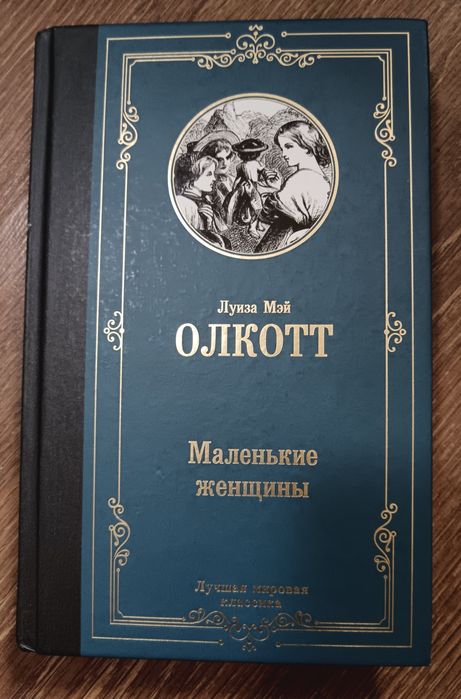 Луиза Мэй
ОЛКОТТ
Маленькие
женщины
Лучшая мировая
классика